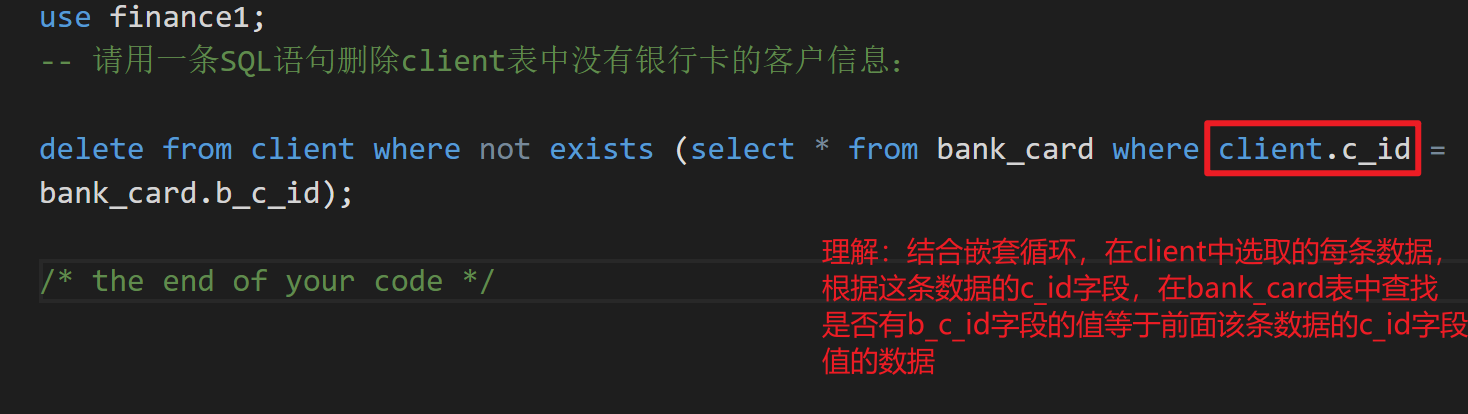 use finance1;
-- 请用一条SQL语句删除client表中没有银行卡的客户信息：
delete from client where not exists (select * from bank_card where client.c_id =
bank_card.b_c_id);
/* the end of your code */
理解：结合嵌套循环，在client中选取的每条数据，
根据这条数据的c_id字段，在bank_card表中查找
是否有b_c_id字段的值等于前面该条数据的c_id字段
值的数据